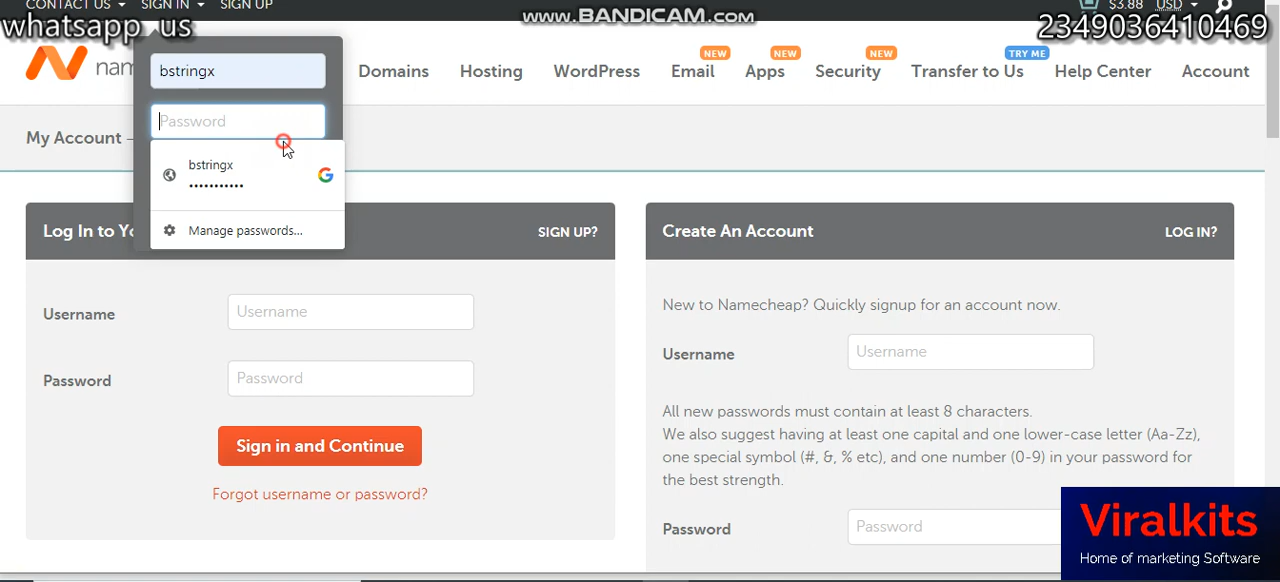 CONTACT US SIGN IN SIGN UP
www.BANDICAM.com
$3.88 USD
whatsapp us
2349036410469
nam
bstringx
Domains
Hosting
WordPress
NEW
Email
NEW
Apps
NEW
Security
TRY ME
Transfer to Us
Help Center
Account
Password
My Account –
bstringx
•••••••••••
Manage passwords...
Log In to Yo
SIGN UP?
Username
Username
Password
Password
Sign in and Continue
Forgot username or password?
Create An Account
LOG IN?
New to Namecheap? Quickly signup for an account now.
Username
Username
All new passwords must contain at least 8 characters.
We also suggest having at least one capital and one lower-case letter (Aa-Zz),
one special symbol (#, &, % etc), and one number (0-9) in your password for
the best strength.
Password
Password
Viralkits
Home of marketing Software